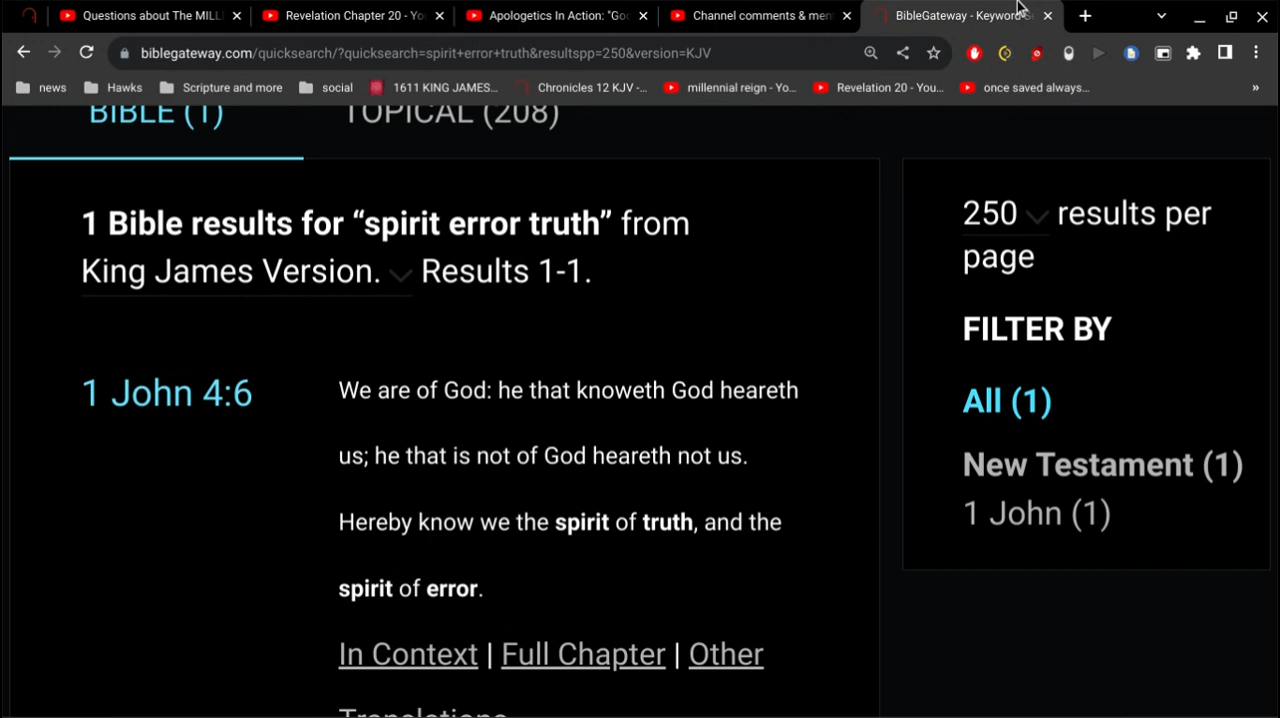 Questions about The MILL
Revelation Chapter 20 - Yo
Apologetics In Action: "Go
Channel comments & men
BibleGateway - Keyword
biblegateway.com/quicksearch/?quicksearch=spirit+error+truth&resultspp=250&version=KJV
news
Hawks
Scripture and more
social
1611 KING JAMES...
Chronicles 12 KJV -...
millennial reign - Yo...
Revelation 20 - You...
once saved always...
»
BIBLE (1)
TOPICAL (208)
1 Bible results for “spirit error truth” from
King James Version. Results 1-1.
1 John 4:6
We are of God: he that knoweth God heareth
us; he that is not of God heareth not us.
Hereby know we the spirit of truth, and the
spirit of error.
In Context | Full Chapter | Other
Translations
250 results per
page
FILTER BY
All (1)
New Testament (1)
1 John (1)